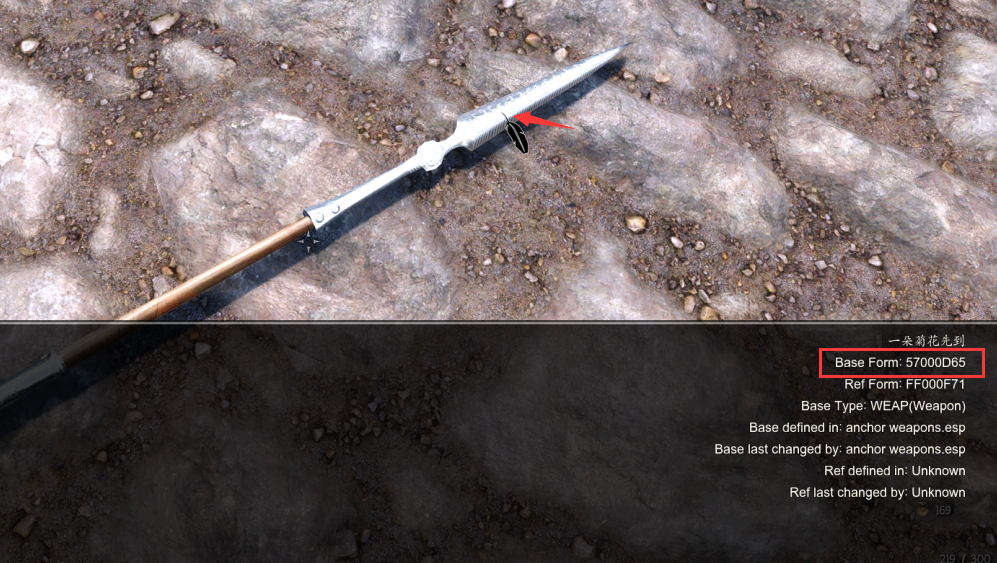 一朵菊花先到
Base Form: 57000D65
Ref Form: FF000F71
Base Type: WEAP(Weapon)
Base defined in: anchor weapons.esp
Base last changed by: anchor weapons.esp
Ref defined in: Unknown
Ref last changed by: Unknown
169
219 / 300